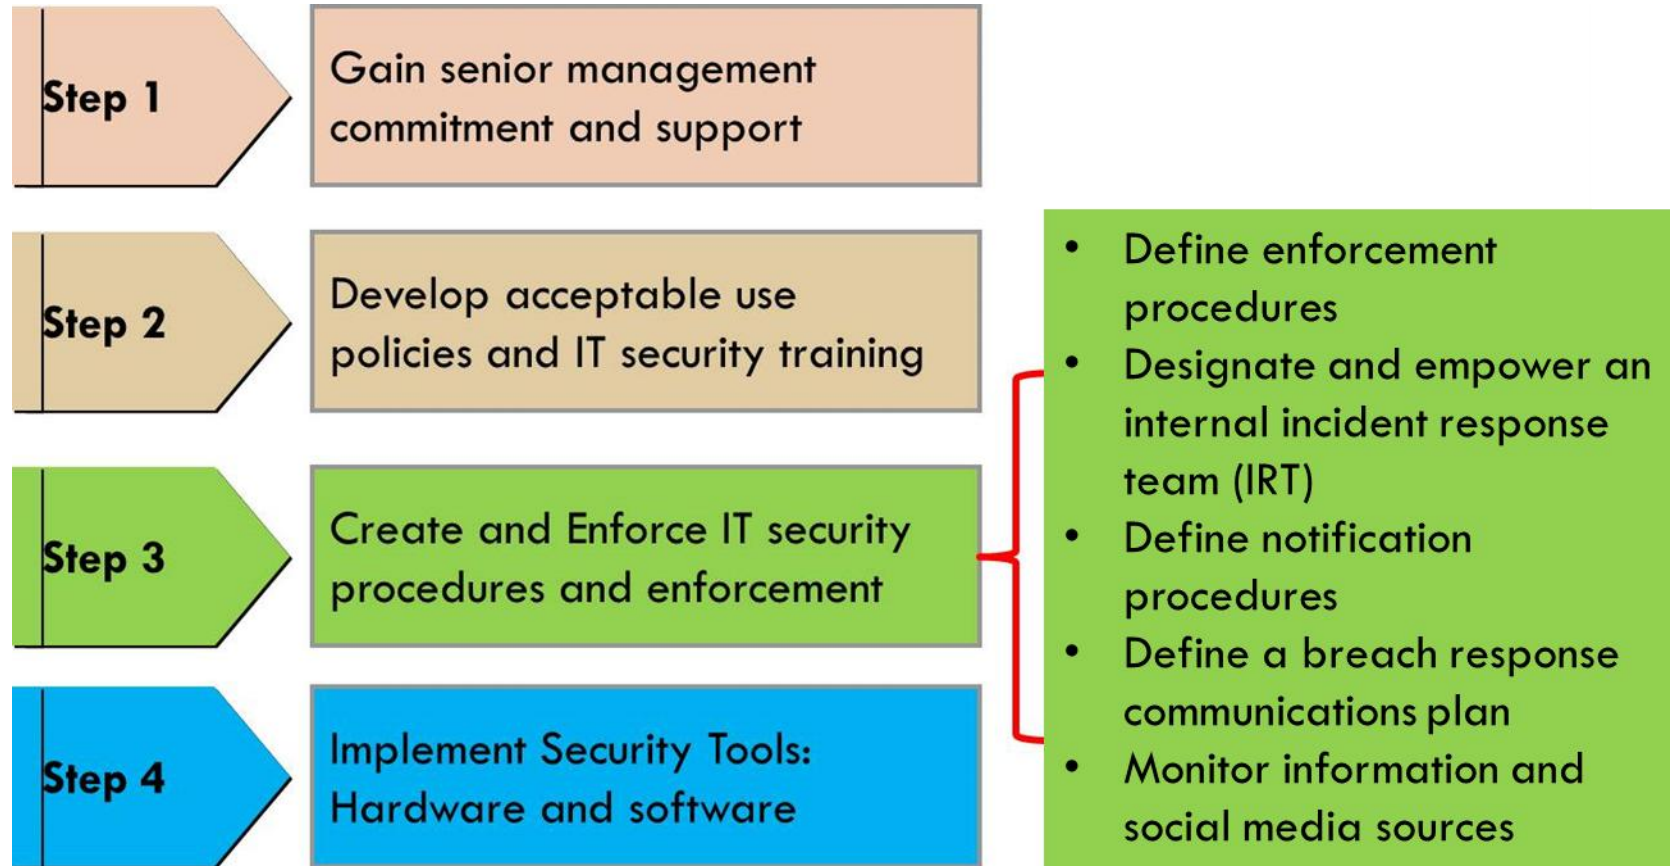 Step 1
Gain senior management
commitment and support
Step 2
Develop acceptable use
policies and IT security training
Step 3
Create and Enforce IT security
procedures and enforcement
Step 4
Implement Security Tools:
Hardware and software
• Define enforcement
procedures
• Designate and empower an
internal incident response
team (IRT)
• Define notification
procedures
• Define a breach response
communications plan
• Monitor information and
social media sources